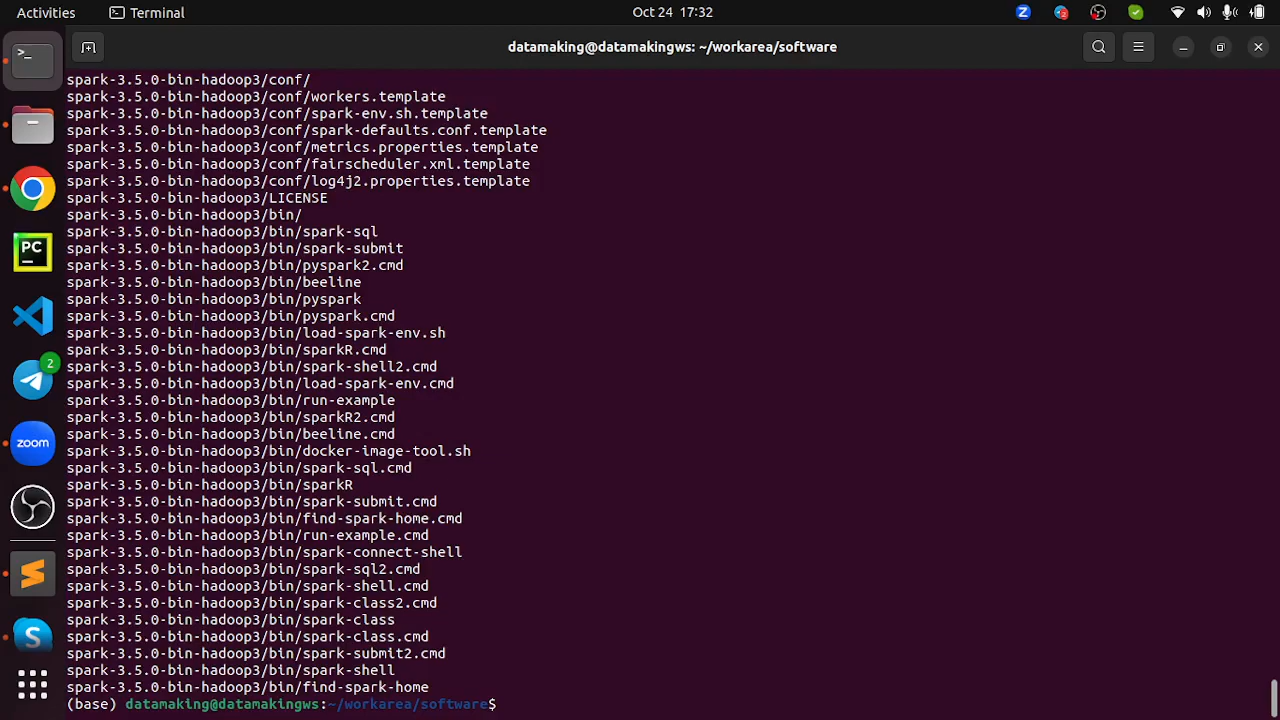 Activities
Terminal
Oct 24 17:32
Z
2
datamaking@datamakingws: ~/workarea/software
spark-3.5.0-bin-hadoop3/conf/
spark-3.5.0-bin-hadoop3/conf/workers.template
spark-3.5.0-bin-hadoop3/conf/spark-env.sh.template
spark-3.5.0-bin-hadoop3/conf/spark-defaults.conf.template
spark-3.5.0-bin-hadoop3/conf/metrics.properties.template
spark-3.5.0-bin-hadoop3/conf/fairscheduler.xml.template
spark-3.5.0-bin-hadoop3/conf/log4j2.properties.template
spark-3.5.0-bin-hadoop3/LICENSE
spark-3.5.0-bin-hadoop3/bin/
spark-3.5.0-bin-hadoop3/bin/spark-sql
spark-3.5.0-bin-hadoop3/bin/spark-submit
spark-3.5.0-bin-hadoop3/bin/pyspark2.cmd
spark-3.5.0-bin-hadoop3/bin/beeline
spark-3.5.0-bin-hadoop3/bin/pyspark
spark-3.5.0-bin-hadoop3/bin/pyspark.cmd
spark-3.5.0-bin-hadoop3/bin/load-spark-env.sh
spark-3.5.0-bin-hadoop3/bin/sparkR.cmd
spark-3.5.0-bin-hadoop3/bin/spark-shell2.cmd
spark-3.5.0-bin-hadoop3/bin/load-spark-env.cmd
spark-3.5.0-bin-hadoop3/bin/run-example
spark-3.5.0-bin-hadoop3/bin/sparkR2.cmd
spark-3.5.0-bin-hadoop3/bin/beeline.cmd
spark-3.5.0-bin-hadoop3/bin/docker-image-tool.sh
spark-3.5.0-bin-hadoop3/bin/spark-sql.cmd
spark-3.5.0-bin-hadoop3/bin/sparkR
spark-3.5.0-bin-hadoop3/bin/spark-submit.cmd
spark-3.5.0-bin-hadoop3/bin/find-spark-home.cmd
spark-3.5.0-bin-hadoop3/bin/run-example.cmd
spark-3.5.0-bin-hadoop3/bin/spark-connect-shell
spark-3.5.0-bin-hadoop3/bin/spark-sql2.cmd
spark-3.5.0-bin-hadoop3/bin/spark-shell.cmd
spark-3.5.0-bin-hadoop3/bin/spark-class2.cmd
spark-3.5.0-bin-hadoop3/bin/spark-class
spark-3.5.0-bin-hadoop3/bin/spark-class.cmd
spark-3.5.0-bin-hadoop3/bin/spark-submit2.cmd
spark-3.5.0-bin-hadoop3/bin/spark-shell
spark-3.5.0-bin-hadoop3/bin/find-spark-home
(base) datamaking@datamakingws:~/workarea/software$
PC
2
zoom
S